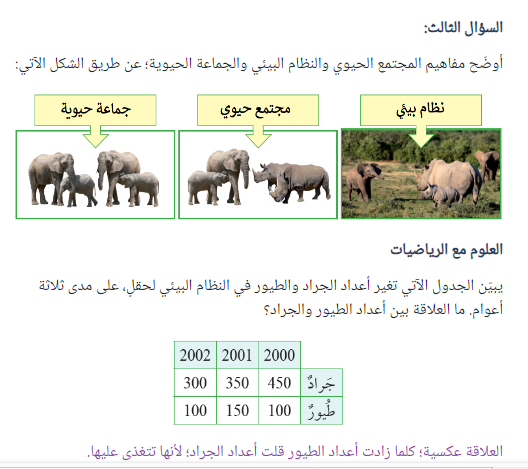 السؤال الثالث:
أوضّح مفاهيم المجتمع الحيوي والنظام البيئي والجماعة الحيوية؛ عن طريق الشكل الآتي:
نظام بيئي مجتمع حيوي جماعة حيوية
العلوم مع الرياضيات
يبيّن الجدول الآتي تغير أعداد الجراد والطيور في النظام البيئي لحقلٍ، على مدى ثلاثة
أعوام. ما العلاقة بين أعداد الطيور والجراد؟
2000 2001 2002
جَرادٌ 450 350 300
طُيورٌ 100 150 100
العلاقة عكسية؛ كلما زادت أعداد الطيور قلت أعداد الجراد؛ لأنها تتغذى عليها.